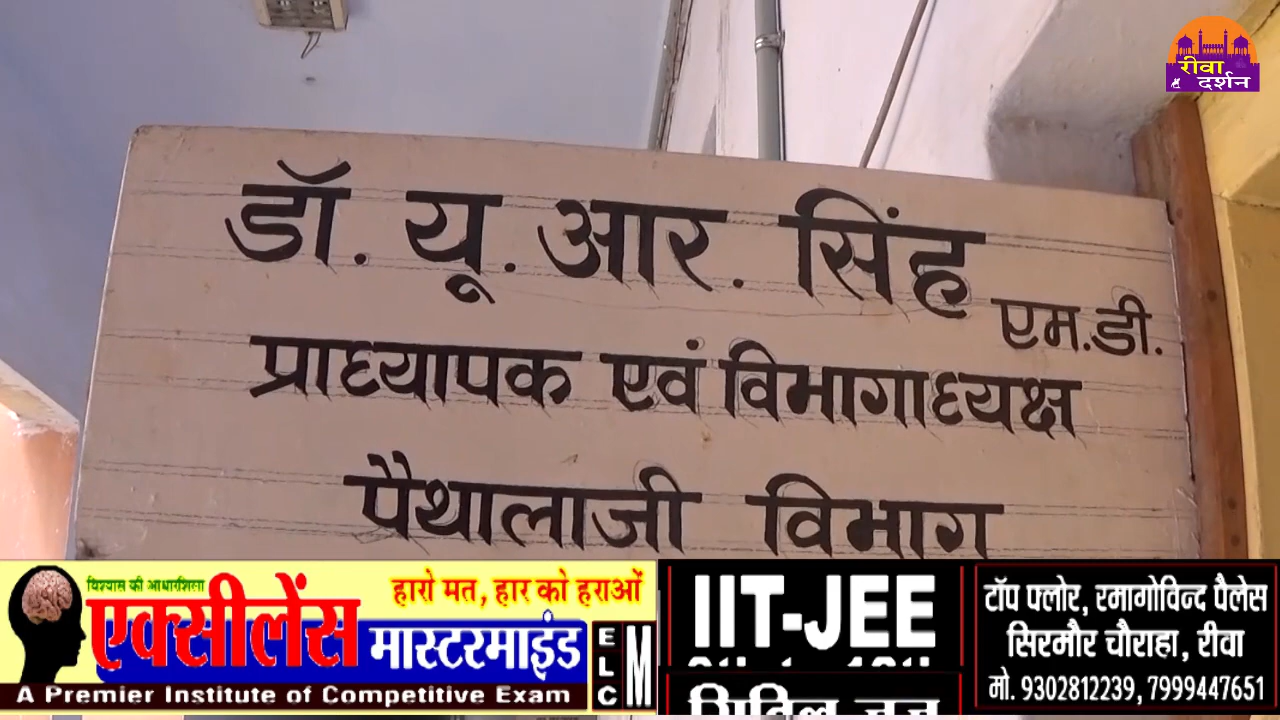 रीवा
दर्शन
डॉ. यू. आर. सिंह
एम.डी.
प्राध्यापक एवं विभागाध्यक्ष
पैथालाजी विभाग
विश्वास की आधारशिला
एक्सीलेंस
हारो मत, हार को हराओं
मास्टरमाइंड
A Premier Institute of Competitive Exam
E
L
C
M
IIT-JEE
सिविल जज
टॉप फ्लोर, रमागोविन्द पैलेस
सिरमौर चौराहा, रीवा
मो. 9302812239, 7999447651